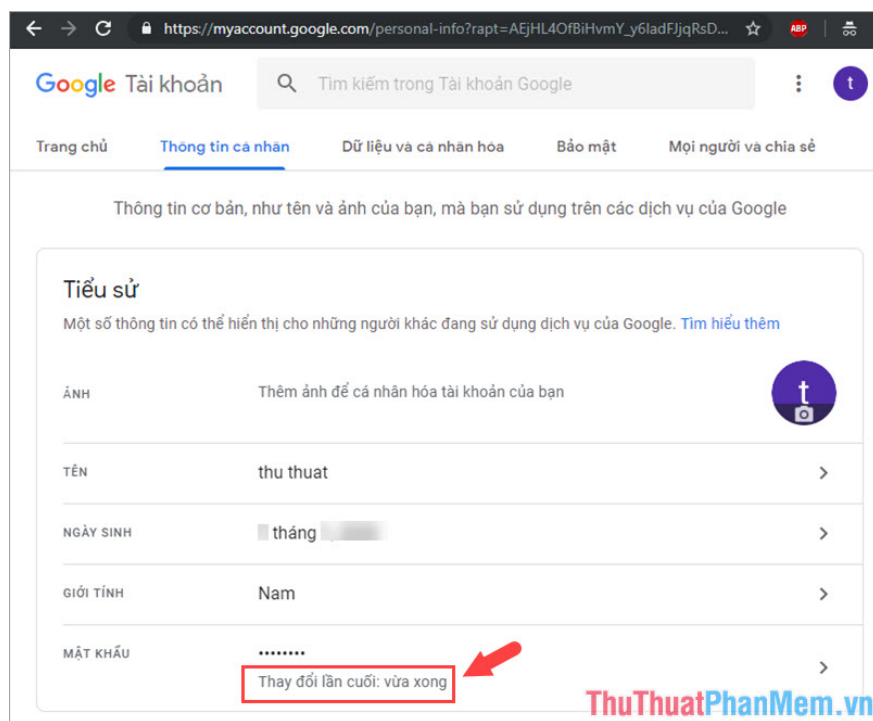 https://myaccount.google.com/personal-info?rapt=AEjHL4OfBiHvmY_y6ladFJjqRsD... ABP
Google Tài khoản Tìm kiếm trong Tài khoản Google t
Trang chủ Thông tin cá nhân Dữ liệu và cá nhân hóa Bảo mật Mọi người và chia sẻ
Thông tin cơ bản, như tên và ảnh của bạn, mà bạn sử dụng trên các dịch vụ của Google
Tiểu sử
Một số thông tin có thể hiển thị cho những người khác đang sử dụng dịch vụ của Google. Tìm hiểu thêm
ẢNH Thêm ảnh để cá nhân hóa tài khoản của bạn t
TÊN thu thuat
NGÀY SINH tháng
GIỚI TÍNH Nam
MẬT KHẨU ••••••••
Thay đổi lần cuối: vừa xong
ThuThuatPhanMem.vn